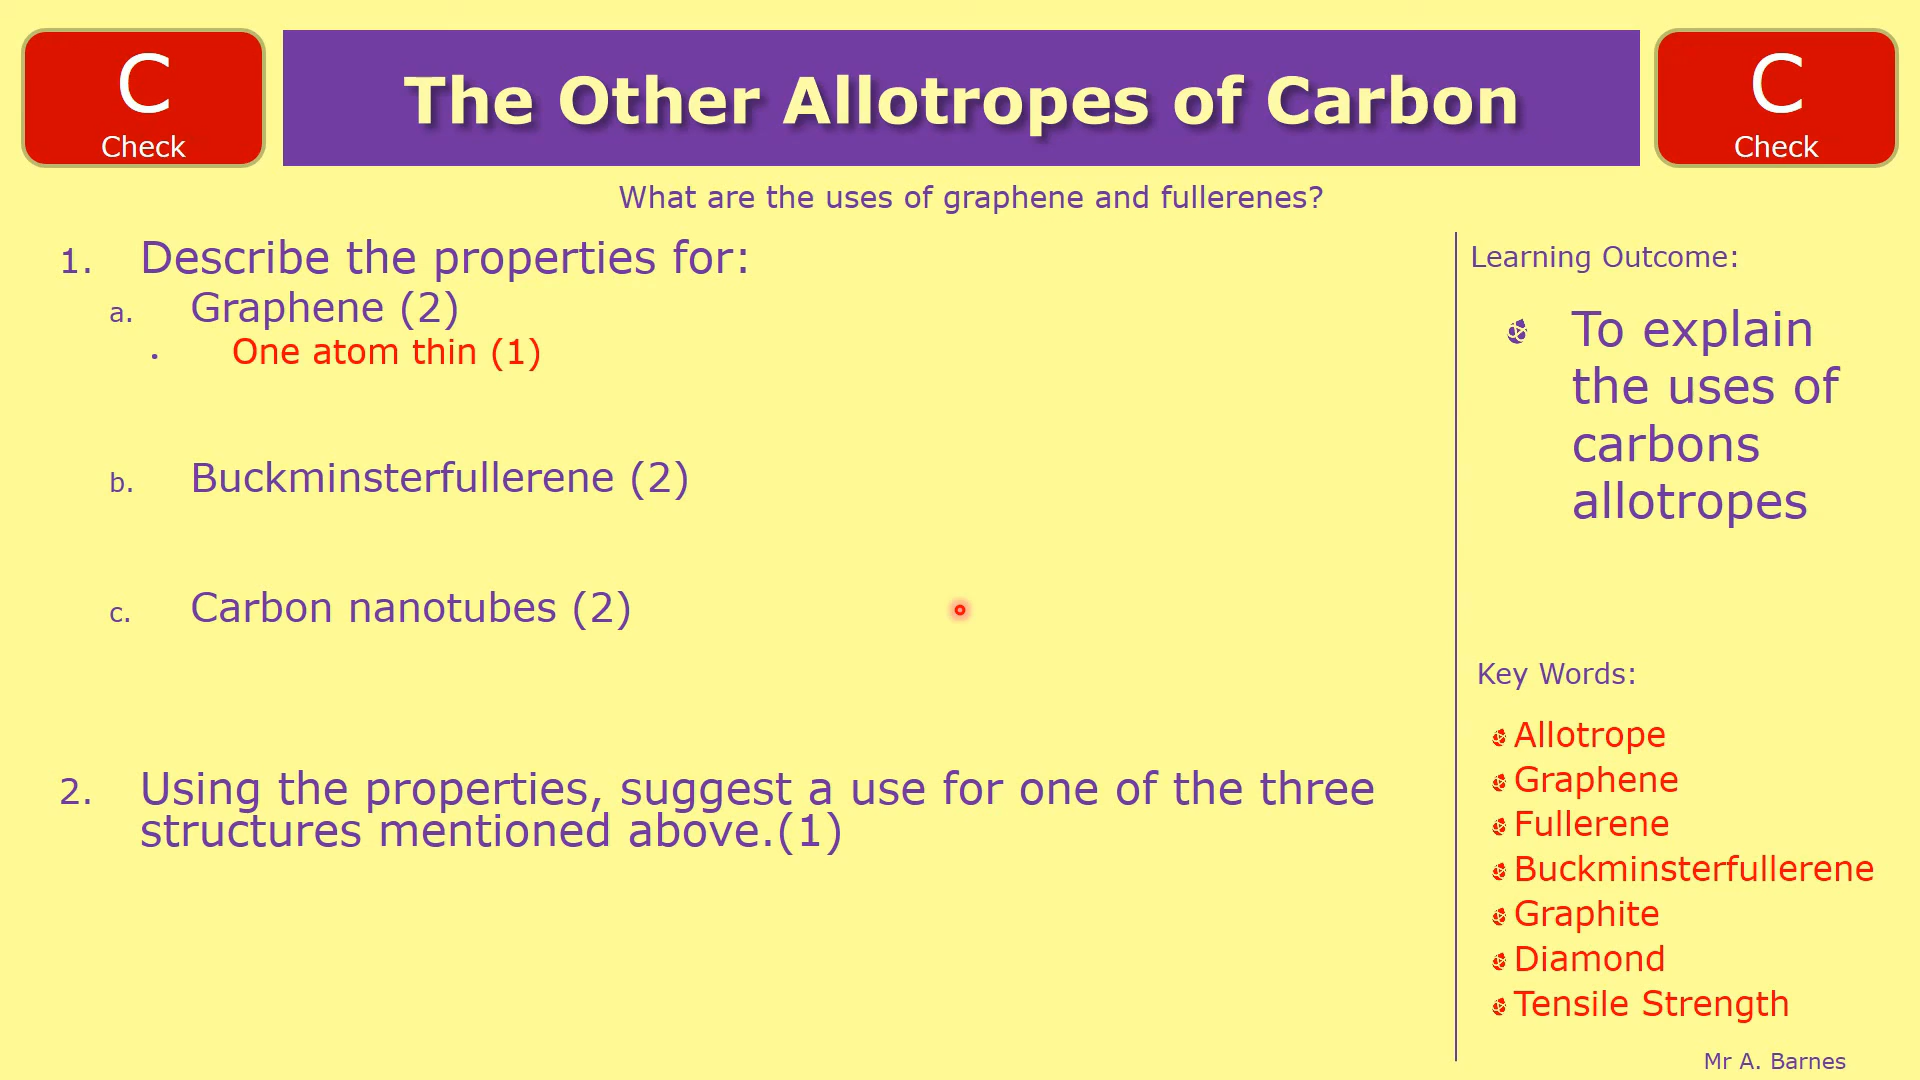 C
Check
The Other Allotropes of Carbon
C
Check
What are the uses of graphene and fullerenes?
1. Describe the properties for:
a. Graphene (2)
• One atom thin (1)
b. Buckminsterfullerene (2)
c. Carbon nanotubes (2)
2. Using the properties, suggest a use for one of the three
structures mentioned above.(1)
Learning Outcome:
To explain
the uses of
carbons
allotropes
Key Words:
Allotrope
Graphene
Fullerene
Buckminsterfullerene
Graphite
Diamond
Tensile Strength
Mr A. Barnes